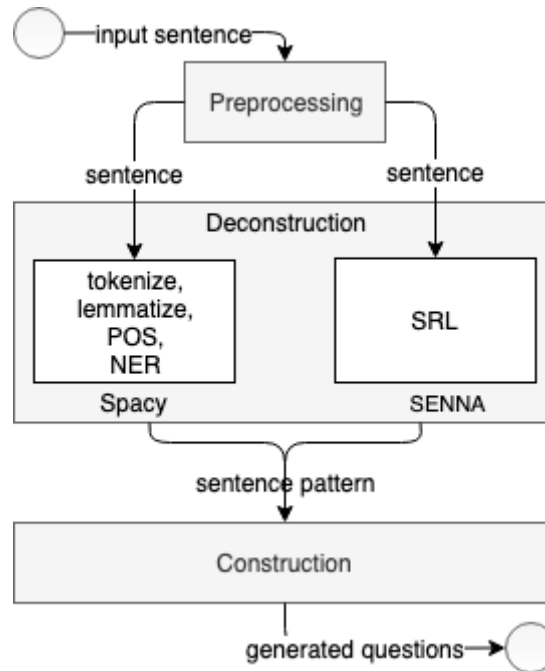 input sentence
Preprocessing
sentence
sentence
Deconstruction
tokenize,
lemmatize,
POS,
NER
SRL
Spacy
SENNA
sentence pattern
Construction
generated questions